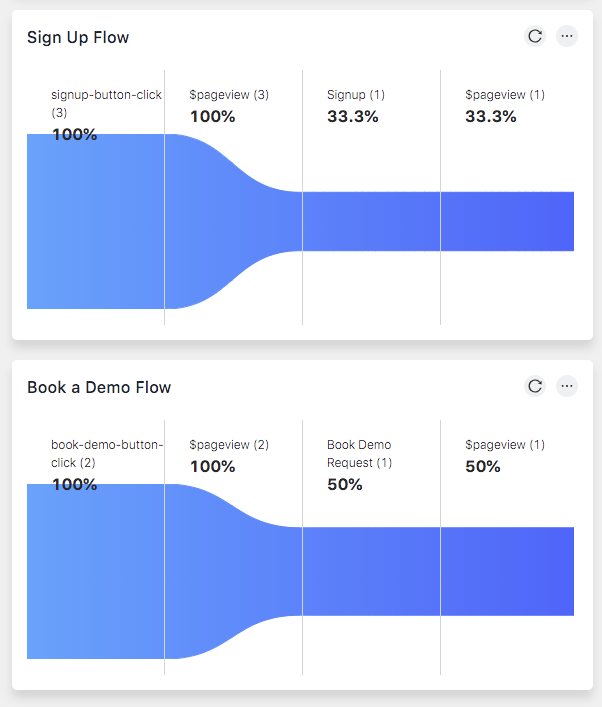 Sign Up Flow
signup-button-click
(3)
100%
$pageview (3)
100%
Signup (1)
33.3%
$pageview (1)
33.3%
Book a Demo Flow
book-demo-button-
click (2)
100%
$pageview (2)
100%
Book Demo
Request (1)
50%
$pageview (1)
50%